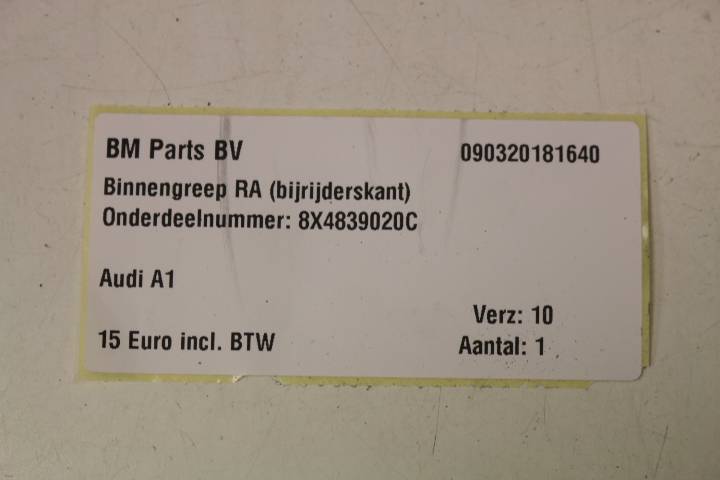 BM Parts BV 090320181640
Binnengreep RA (bijrijderskant)
Onderdeelnummer: 8X4839020C
Audi A1
Verz: 10
15 Euro incl. BTW Aantal: 1